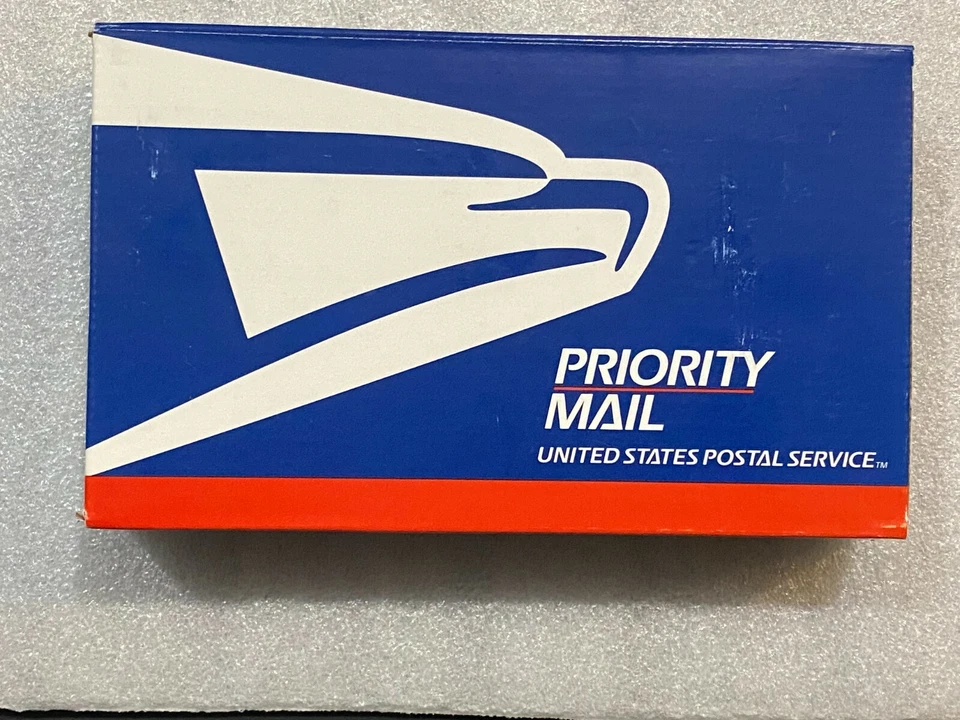 PRIORITY
MAIL
UNITED STATES POSTAL SERVICE™